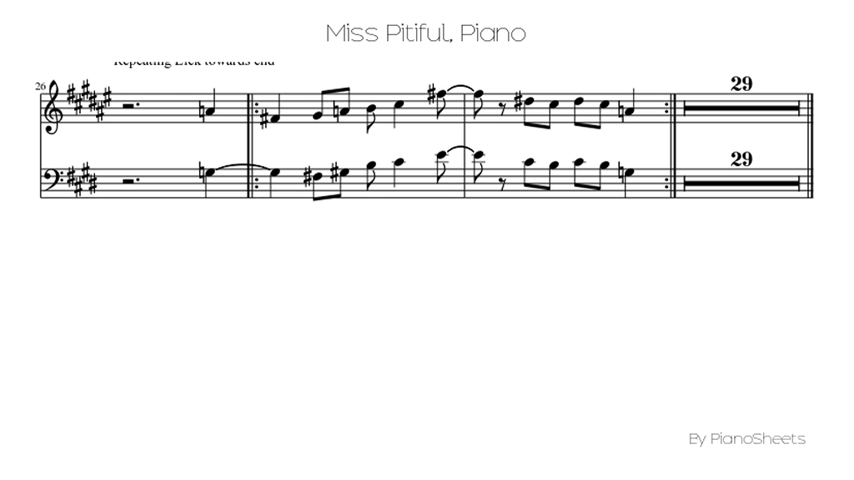 Miss Pitiful, Piano
Repeating Lick towards end
26
29
29
By PianoSheets